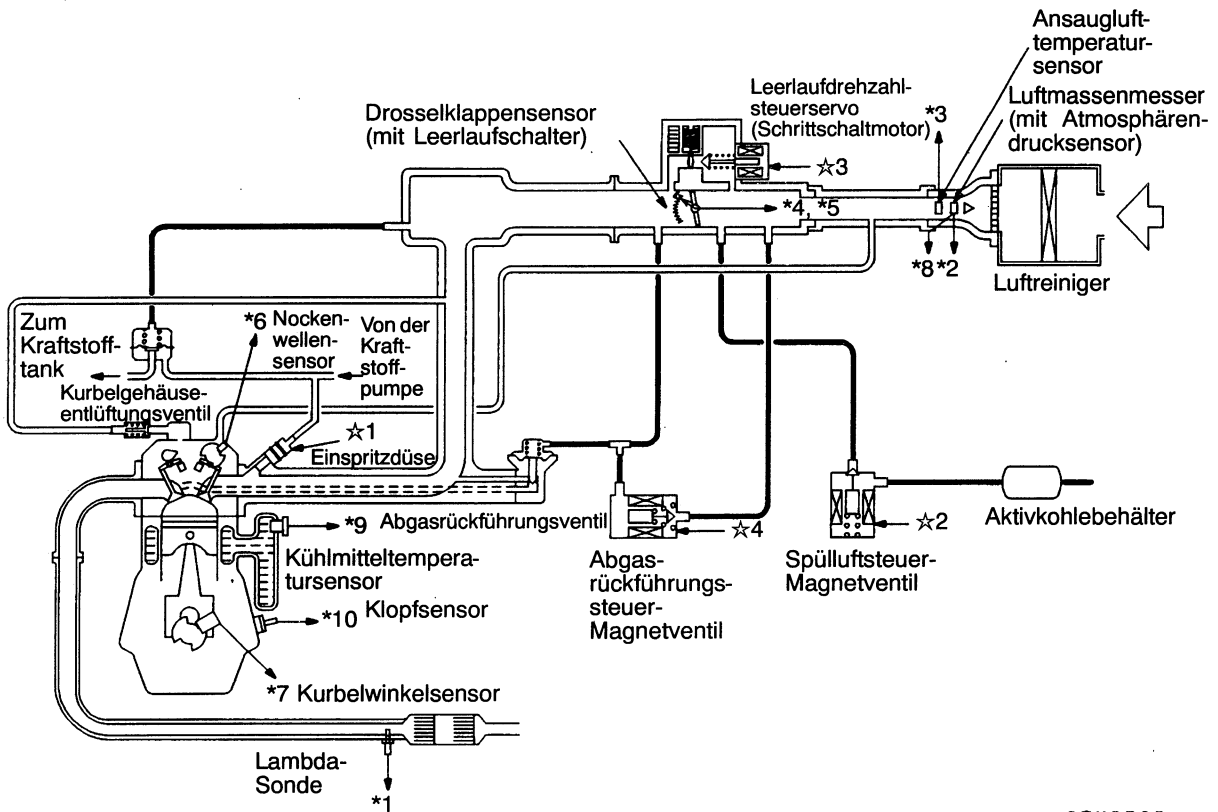 Ansaugluft-
temperatur-
sensor
Luftmassenmesser
(mit Atmosphären-
drucksensor)
Leerlaufdrehzahl-
steuerservo
(Schrittschaltmotor)
*3
Drosselklappensensor
(mit Leerlaufschalter)
☆3
*4, *5
*8 *2
Luftreiniger
Zum
Kraftstoff-
tank
*6 Nocken-
wellen-
sensor
Von der
Kraft-
stoff-
pumpe
Kurbelgehäuse-
entlüftungsventil
☆1
Einspritzdüse
*9 Abgasrückführungsventil
Kühlmitteltempera-
tursensor
*10 Klopfsensor
*7 Kurbelwinkelsensor
☆4
Abgas-
rückführungs-
steuer-
Magnetventil
☆2
Spülluftsteuer-
Magnetventil
Aktivkohlebehälter
Lambda-
Sonde
*1